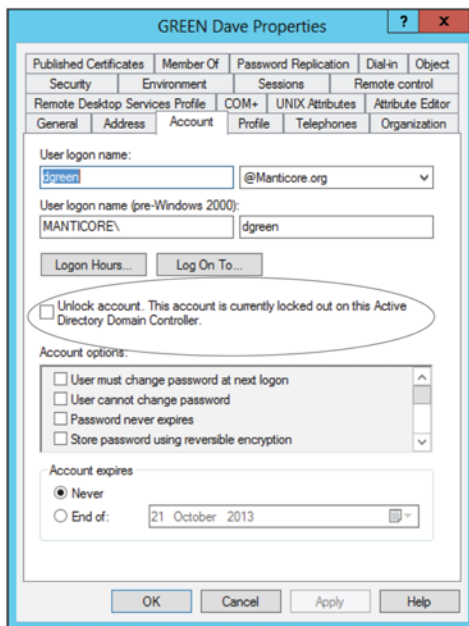 GREEN Dave Properties
? x
Published Certificates Member Of Password Replication Dial-in Object
Security Environment Sessions Remote control
Remote Desktop Services Profile COM+ UNIX Attributes Attribute Editor
General Address Account Profile Telephones Organization
User logon name:
dgreen @Manticore.org
User logon name (pre-Windows 2000):
MANTICORE\ dgreen
Logon Hours... Log On To...
Unlock account. This account is currently locked out on this Active
Directory Domain Controller.
Account options:
User must change password at next logon
User cannot change password
Password never expires
Store password using reversible encryption
Account expires
Never
End of: 21 October 2013
OK Cancel Apply Help